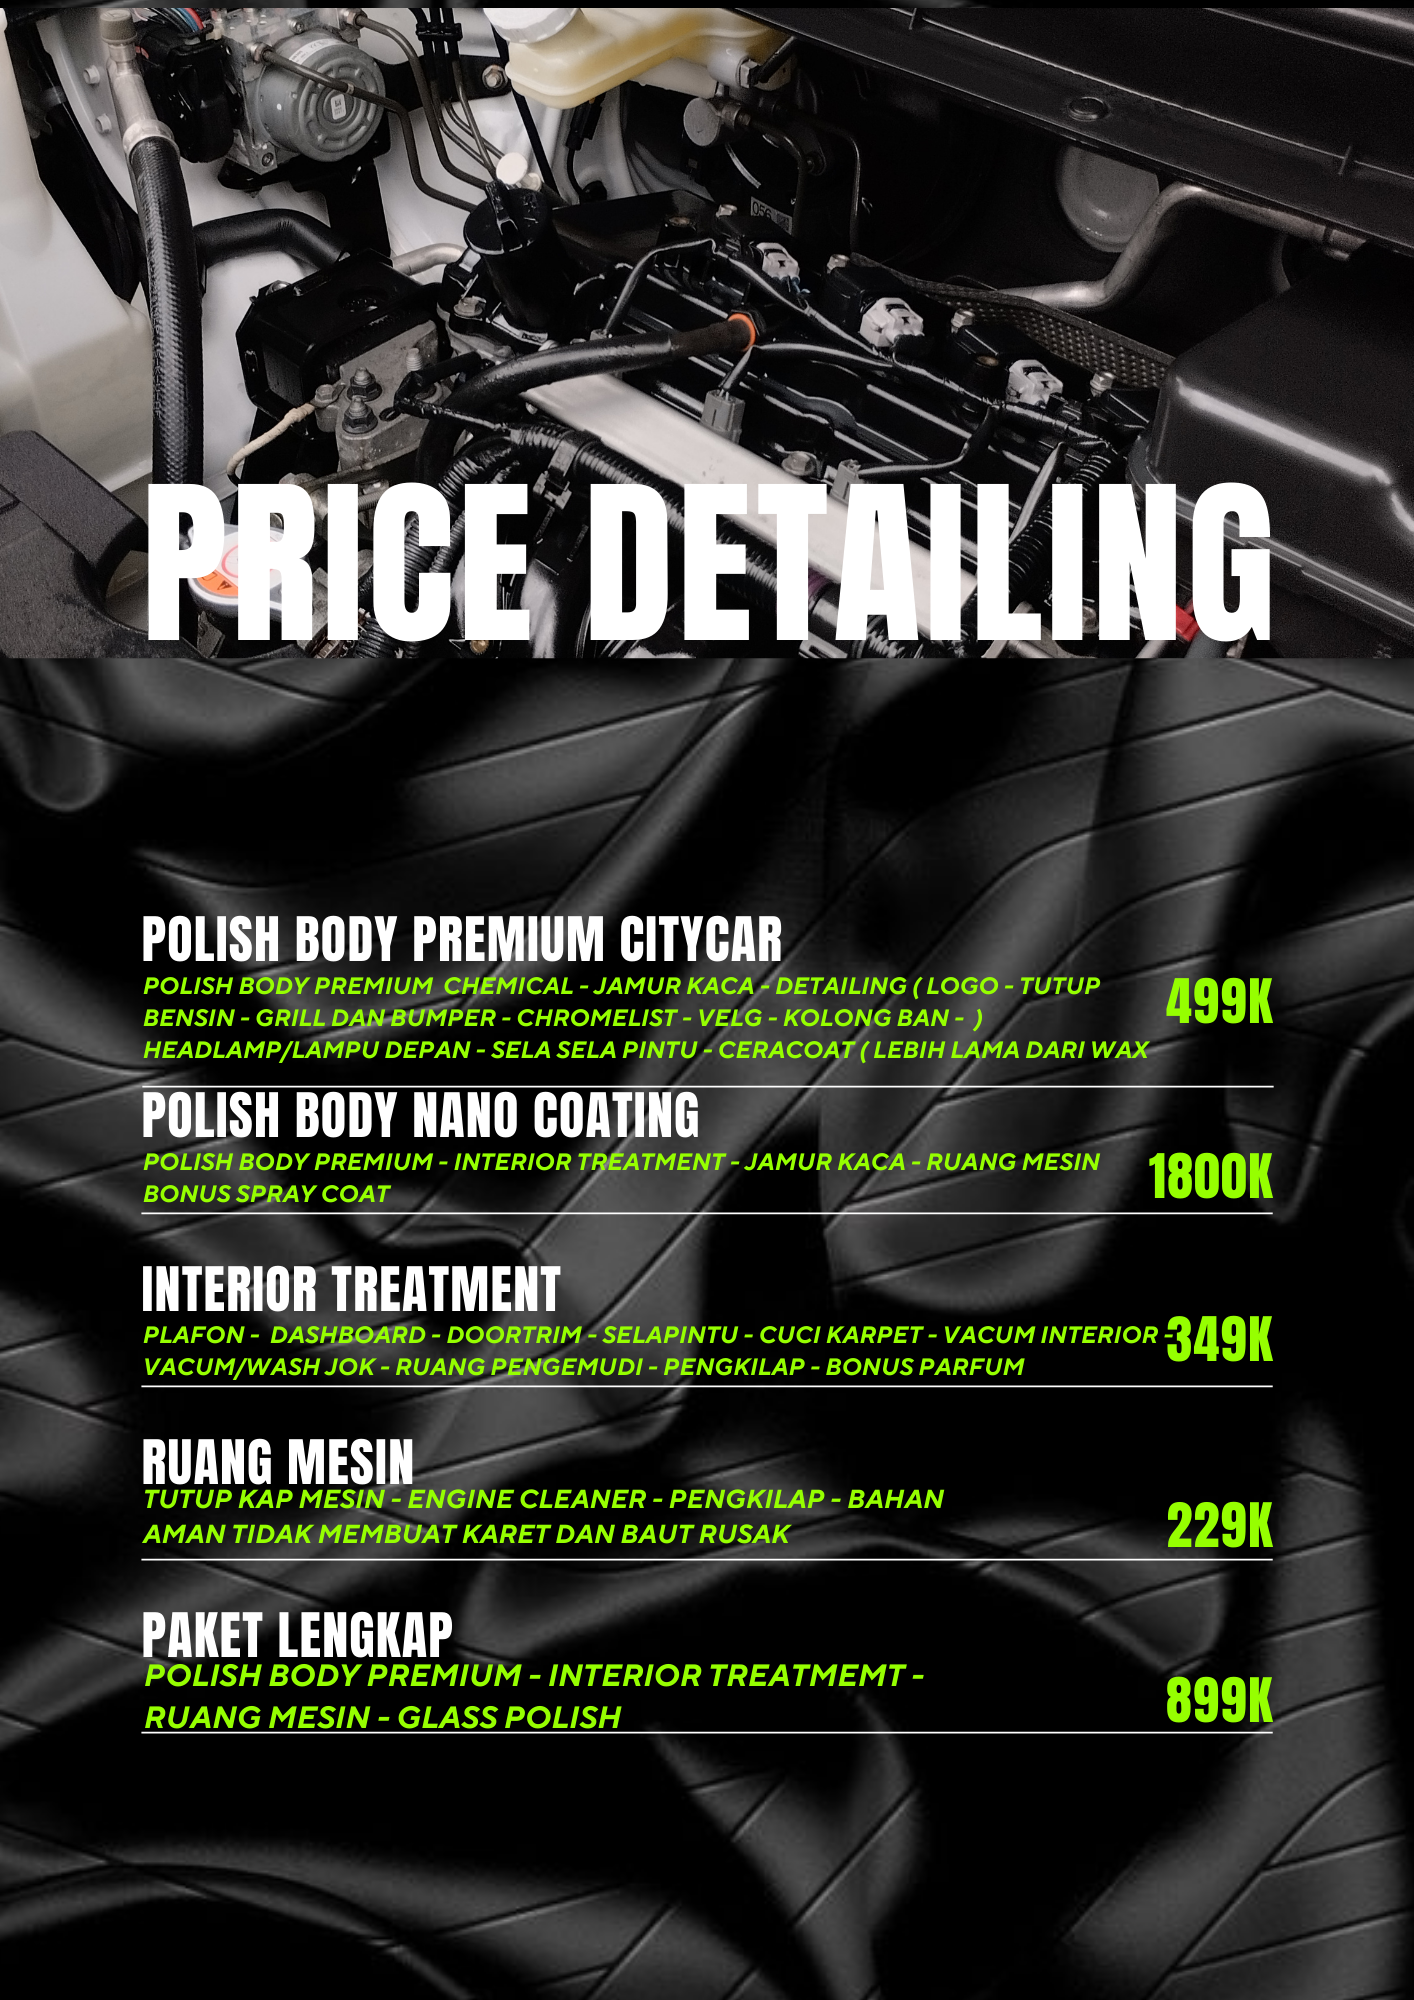 PRICE DETAILING
POLISH BODY PREMIUM CITYCAR
POLISH BODY PREMIUM  CHEMICAL - JAMUR KACA - DETAILING ( LOGO - TUTUP
BENSIN - GRILL DAN BUMPER - CHROMELIST - VELG - KOLONG BAN -  )
HEADLAMP/LAMPU DEPAN - SELA SELA PINTU - CERACOAT ( LEBIH LAMA DARI WAX
499K
POLISH BODY NANO COATING
POLISH BODY PREMIUM - INTERIOR TREATMENT - JAMUR KACA - RUANG MESIN
BONUS SPRAY COAT
1800K
INTERIOR TREATMENT
PLAFON -  DASHBOARD - DOORTRIM - SELAPINTU - CUCI KARPET - VACUM INTERIOR -
VACUM/WASH JOK - RUANG PENGEMUDI - PENGKILAP - BONUS PARFUM
349K
RUANG MESIN
TUTUP KAP MESIN - ENGINE CLEANER - PENGKILAP - BAHAN
AMAN TIDAK MEMBUAT KARET DAN BAUT RUSAK
229K
PAKET LENGKAP
POLISH BODY PREMIUM - INTERIOR TREATMEMT -
RUANG MESIN - GLASS POLISH
899K